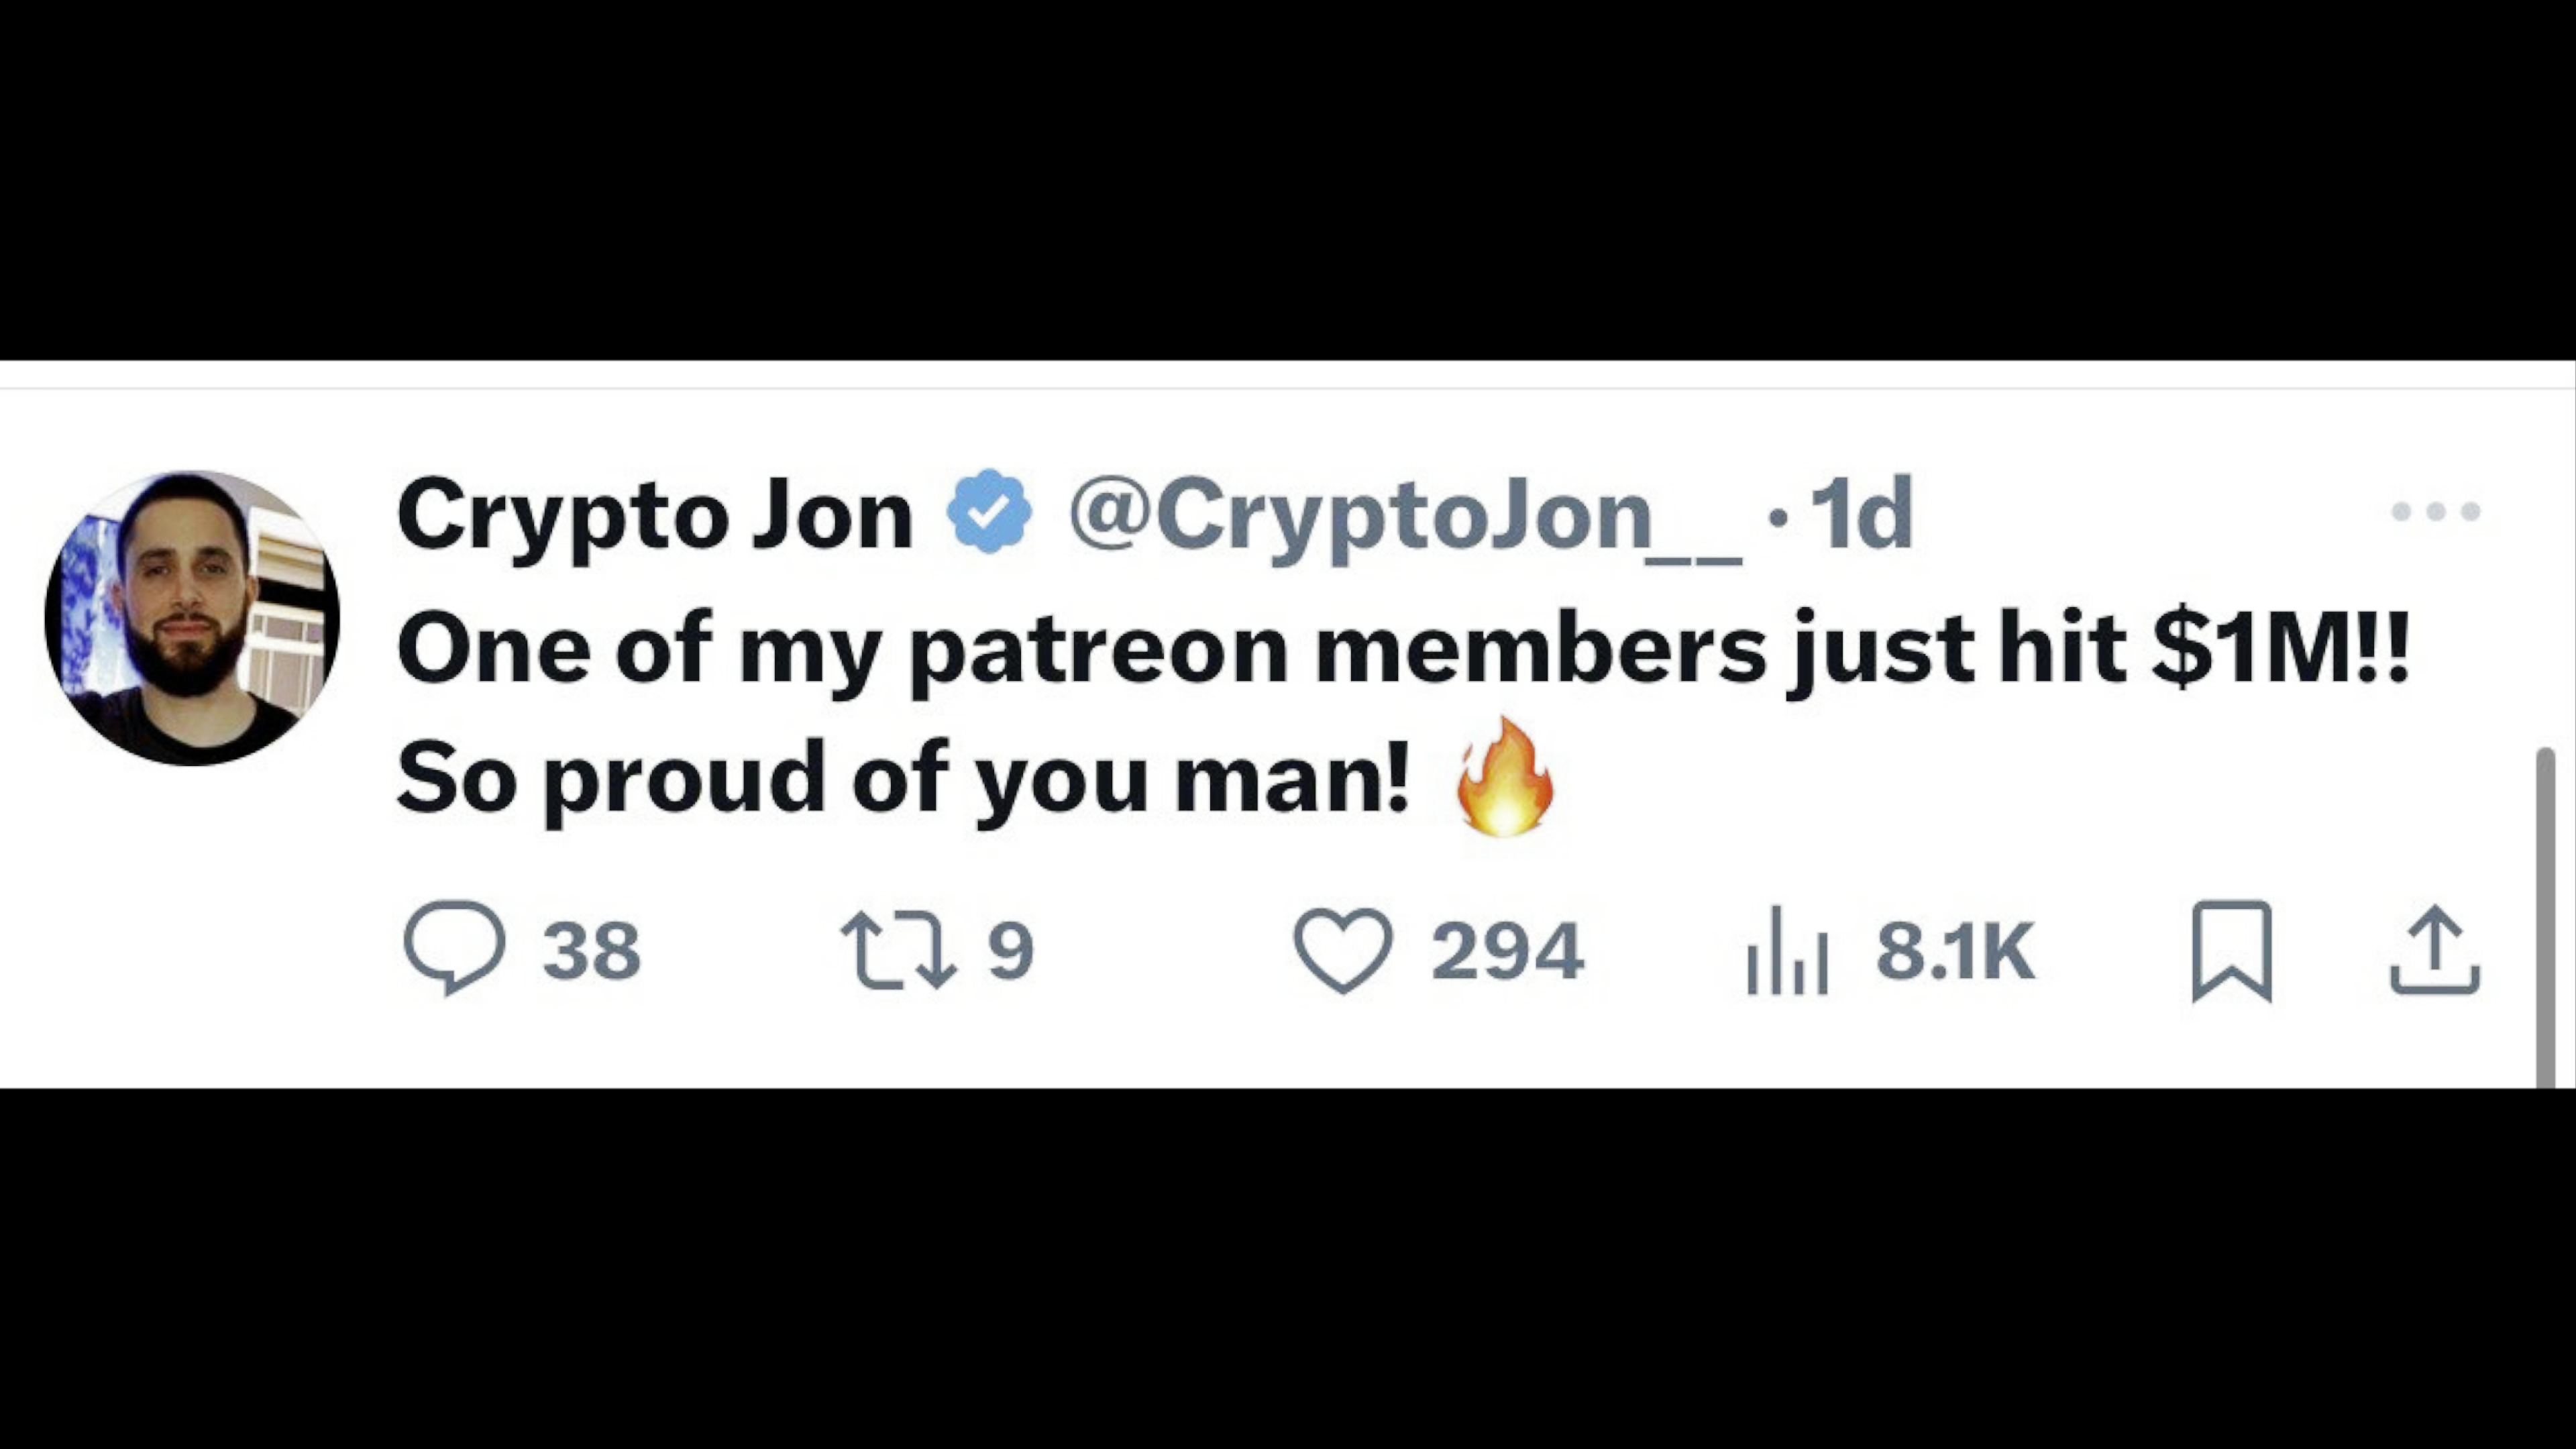 Crypto Jon @CryptoJon__ · 1d
One of my patreon members just hit $1M!!
So proud of you man! 🔥
38 9 294 8.1K